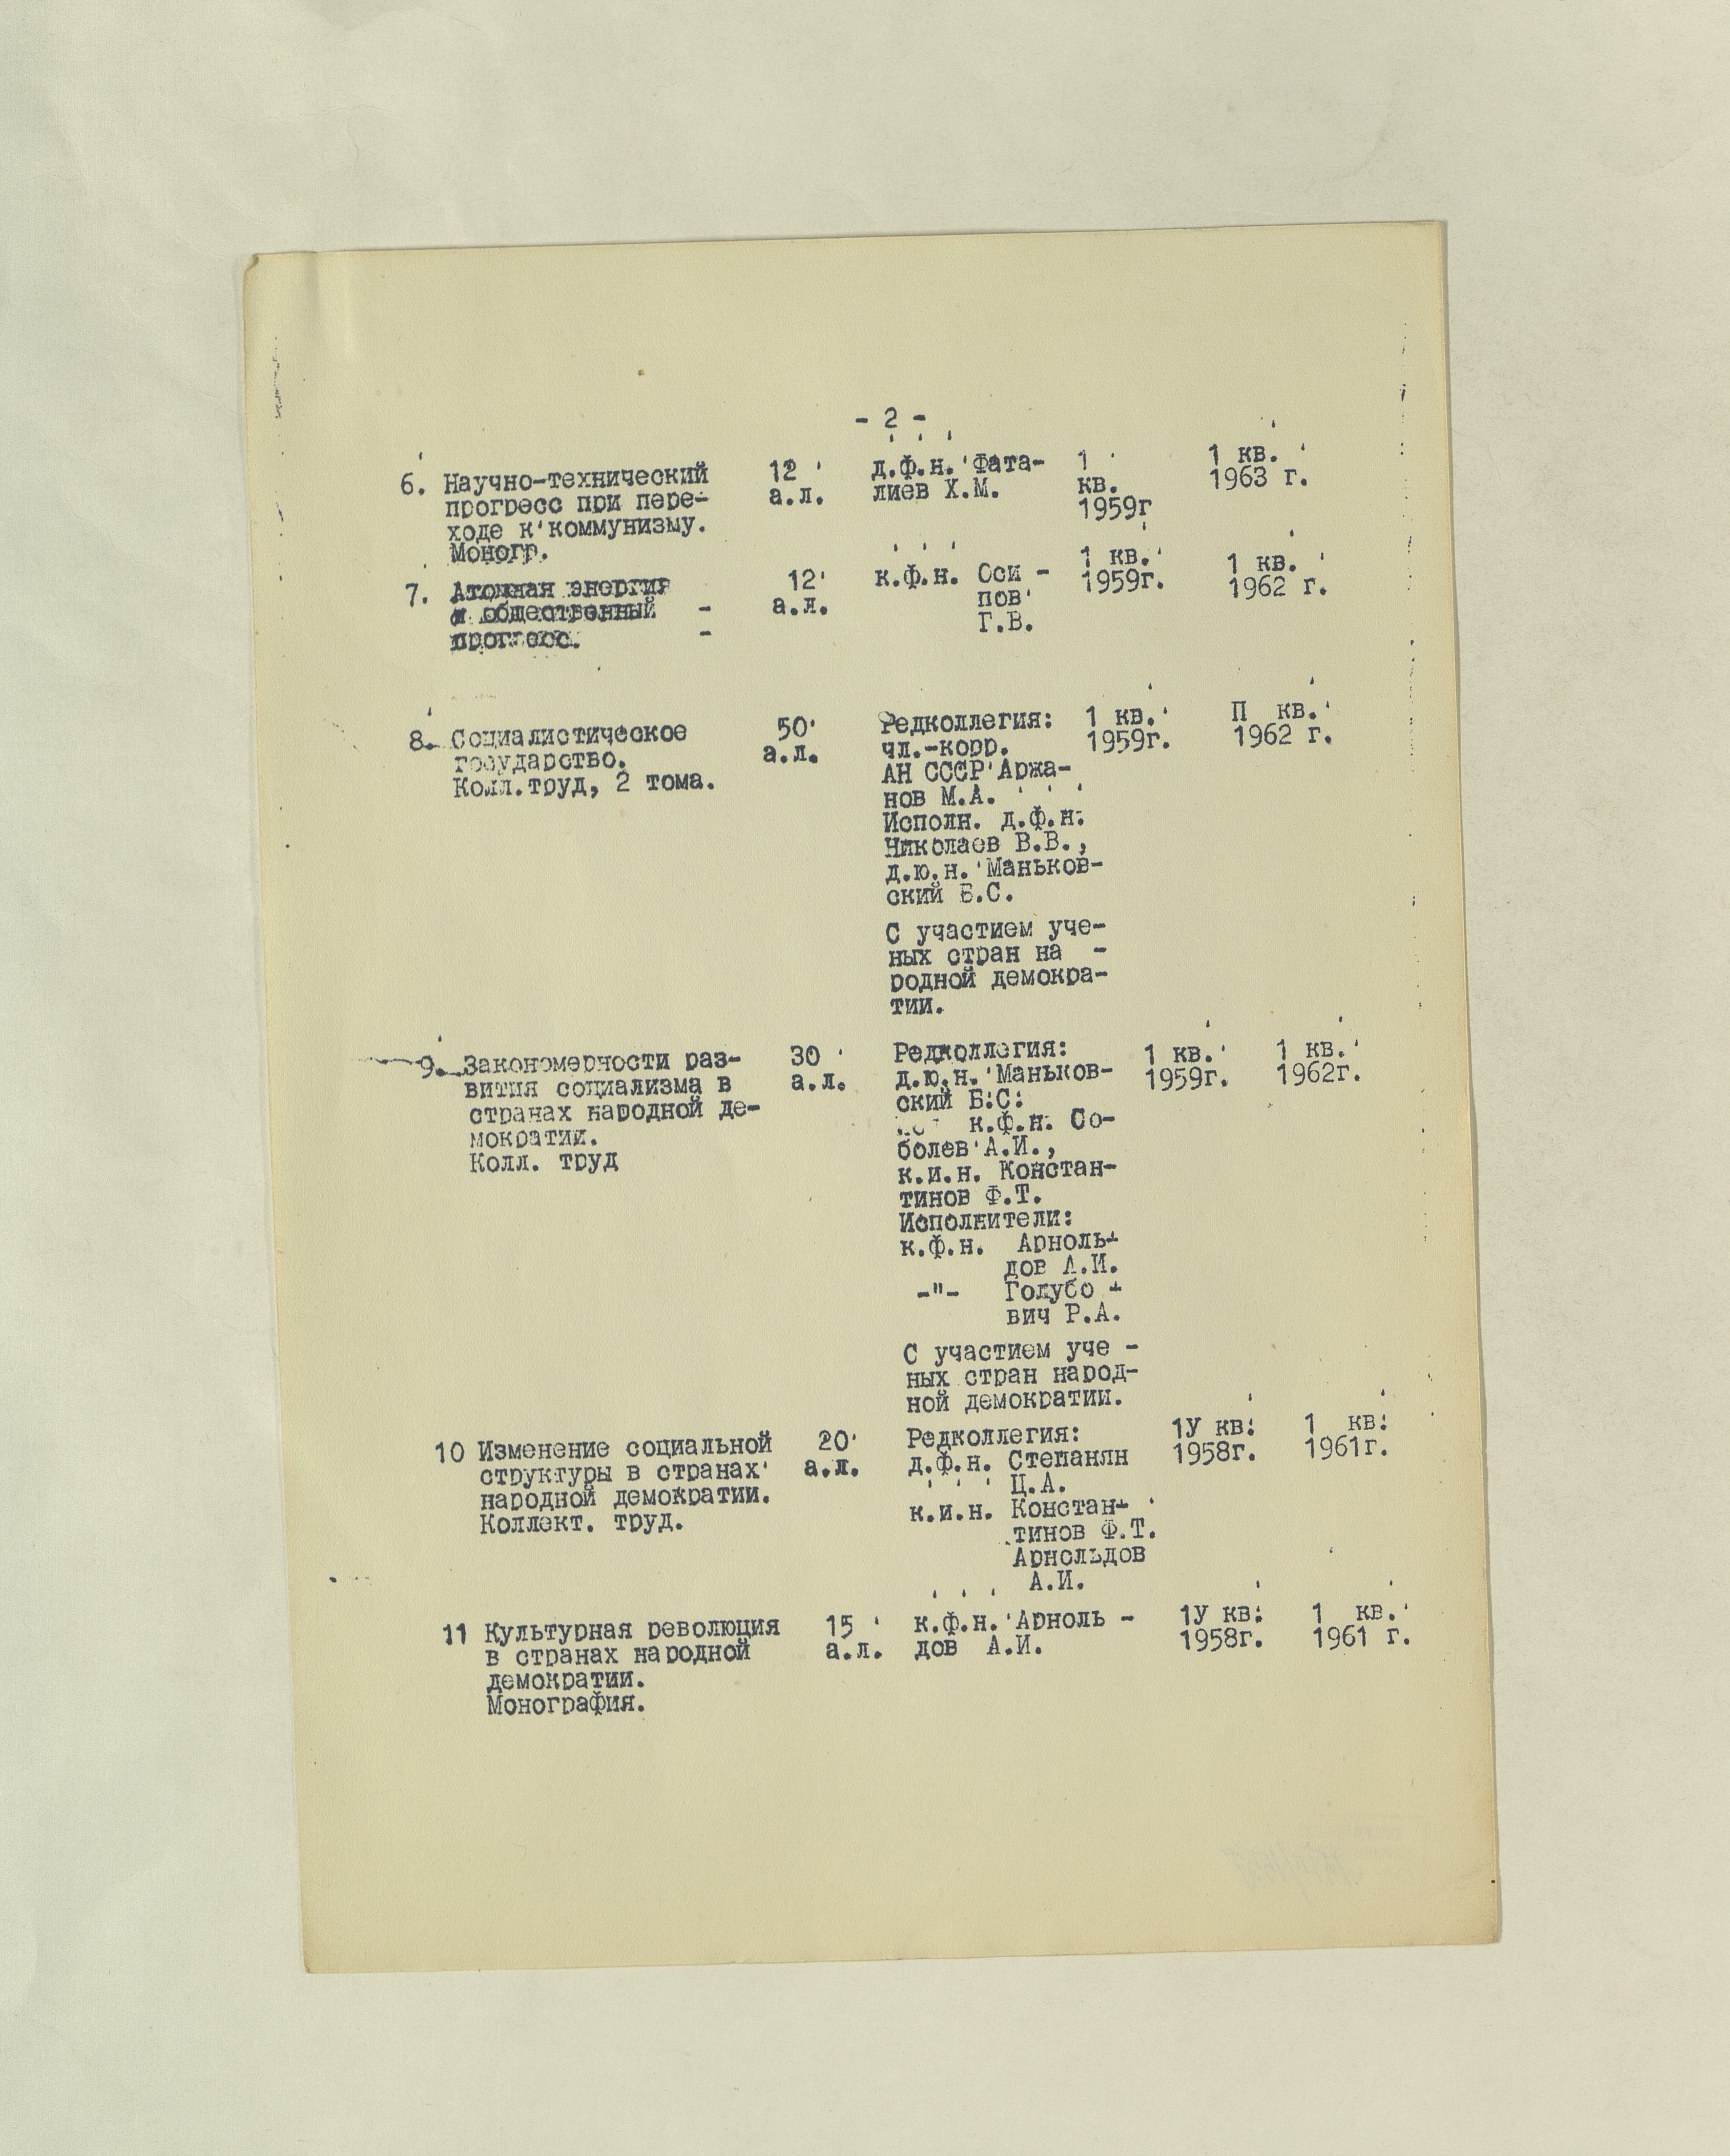 - 2 -
6. Научно-технический 12 д.ф.н. Фата- 1 1 кв.
прогресс при пере- а.л. лиев Х.М. кв. 1963 г.
ходе к коммунизму. 1959г
Моногр.
7. Атомная энергия 12 к.ф.н. Оси - 1 кв. 1 кв.
и общественный - а.л. пов 1959г. 1962 г.
прогресс. - Г.В.
8. Социалистическое 50 Редколлегия: 1 кв. П кв.
государство. а.л. чл.-корр. 1959г. 1962 г.
Колл.труд, 2 тома. АН СССР Аржа-
нов М.А.
Исполн. д.ф.н.
Николаев В.В.,
д.ю.н. Маньков-
ский Б.С.
С участием уче-
ных стран на -
родной демокра-
тии.
9. Закономерности раз- 30 Редколлегия: 1 кв. 1 кв.
вития социализма в а.л. д.ю.н. Маньков- 1959г. 1962г.
странах народной де- ский Б.С.
мократии. к.ф.н. Со-
Колл. труд болев А.И.,
к.и.н. Констан-
тинов Ф.Т.
Исполнители:
к.ф.н. Арноль-
дов А.И.
-"- Голубо -
вич Р.А.
С участием уче -
ных стран народ-
ной демократии.
10 Изменение социальной 20 Редколлегия: 1У кв. 1 кв.
структуры в странах а.л. д.ф.н. Степанян 1958г. 1961г.
народной демократии. Ц.А.
Коллект. труд. к.и.н. Констан-
тинов Ф.Т.
Арнольдов
А.И.
11 Культурная революция 15 к.ф.н. Арноль - 1У кв. 1 кв.
в странах народной а.л. дов А.И. 1958г. 1961 г.
демократии.
Монография.